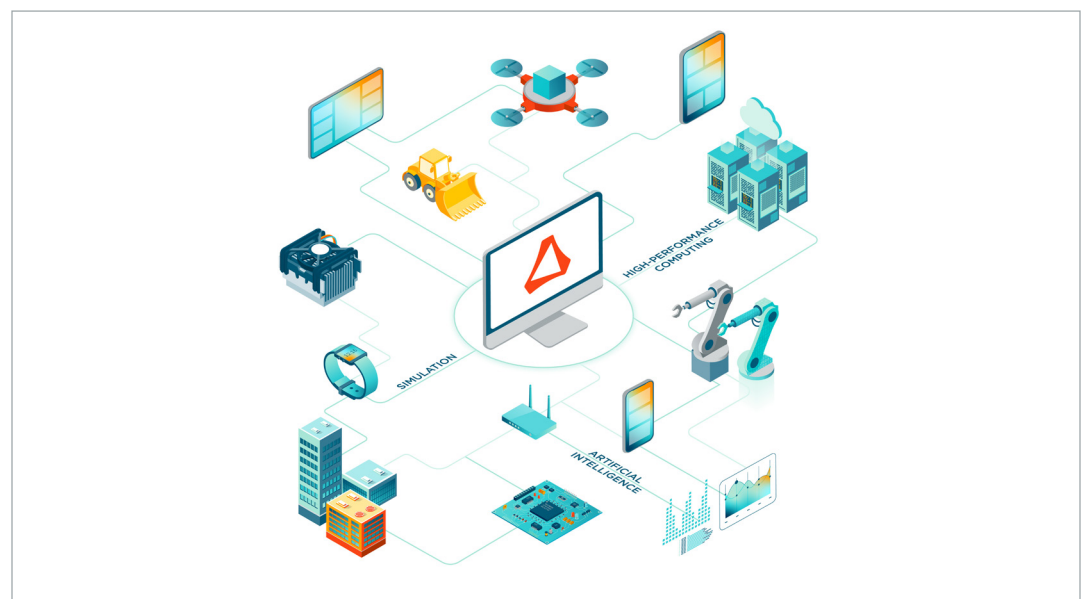 HIGH-PERFORMANCE
COMPUTING
SIMULATION
ARTIFICIAL
INTELLIGENCE